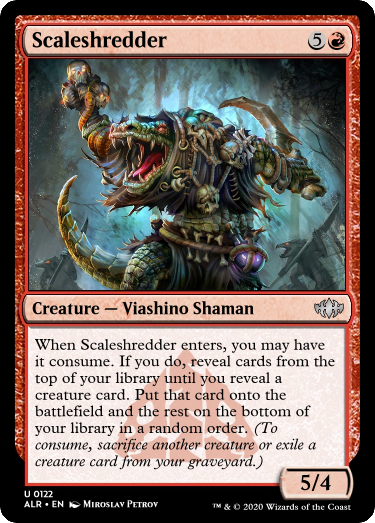 Scaleshredder 5
Creature — Viashino Shaman
When Scaleshredder enters, you may have
it consume. If you do, reveal cards from the
top of your library until you reveal a
creature card. Put that card onto the
battlefield and the rest on the bottom of
your library in a random order. (To
consume, sacrifice another creature or exile a
creature card from your graveyard.)
5/4
U 0122
ALR • EN Miroslav Petrov ™ & © 2020 Wizards of the Coast